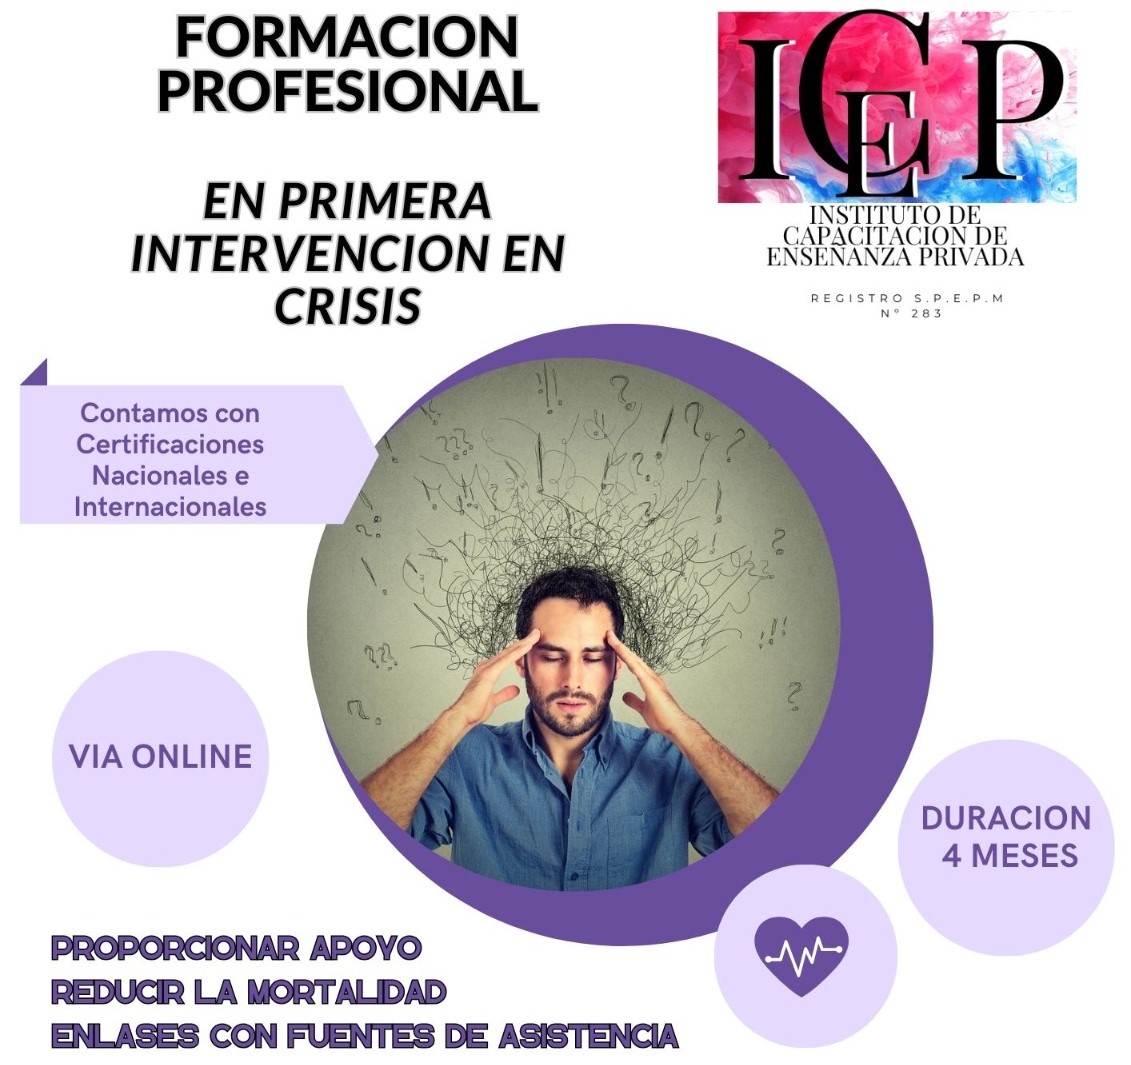 FORMACION
PROFESIONAL
EN PRIMERA
INTERVENCION EN
CRISIS
ICEP
INSTITUTO DE
CAPACITACION DE
ENSEÑANZA PRIVADA
REGISTRO S.P.E.P.M
N° 283
Contamos con
Certificaciones
Nacionales e
Internacionales
VIA ONLINE
DURACION
4 MESES
PROPORCIONAR APOYO
REDUCIR LA MORTALIDAD
ENLASES CON FUENTES DE ASISTENCIA